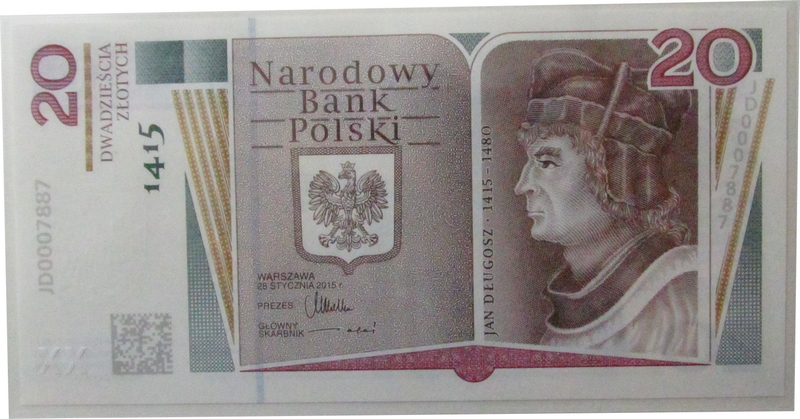 20
DWADZIEŚCIA
ZŁOTYCH
1415
JD0007887
XX
Narodowy
Bank
Polski
WARSZAWA
28 STYCZNIA 2015 r.
PREZES
GŁÓWNY
SKARBNIK
JAN DŁUGOSZ · 1415 - 1480
20
JD0007887